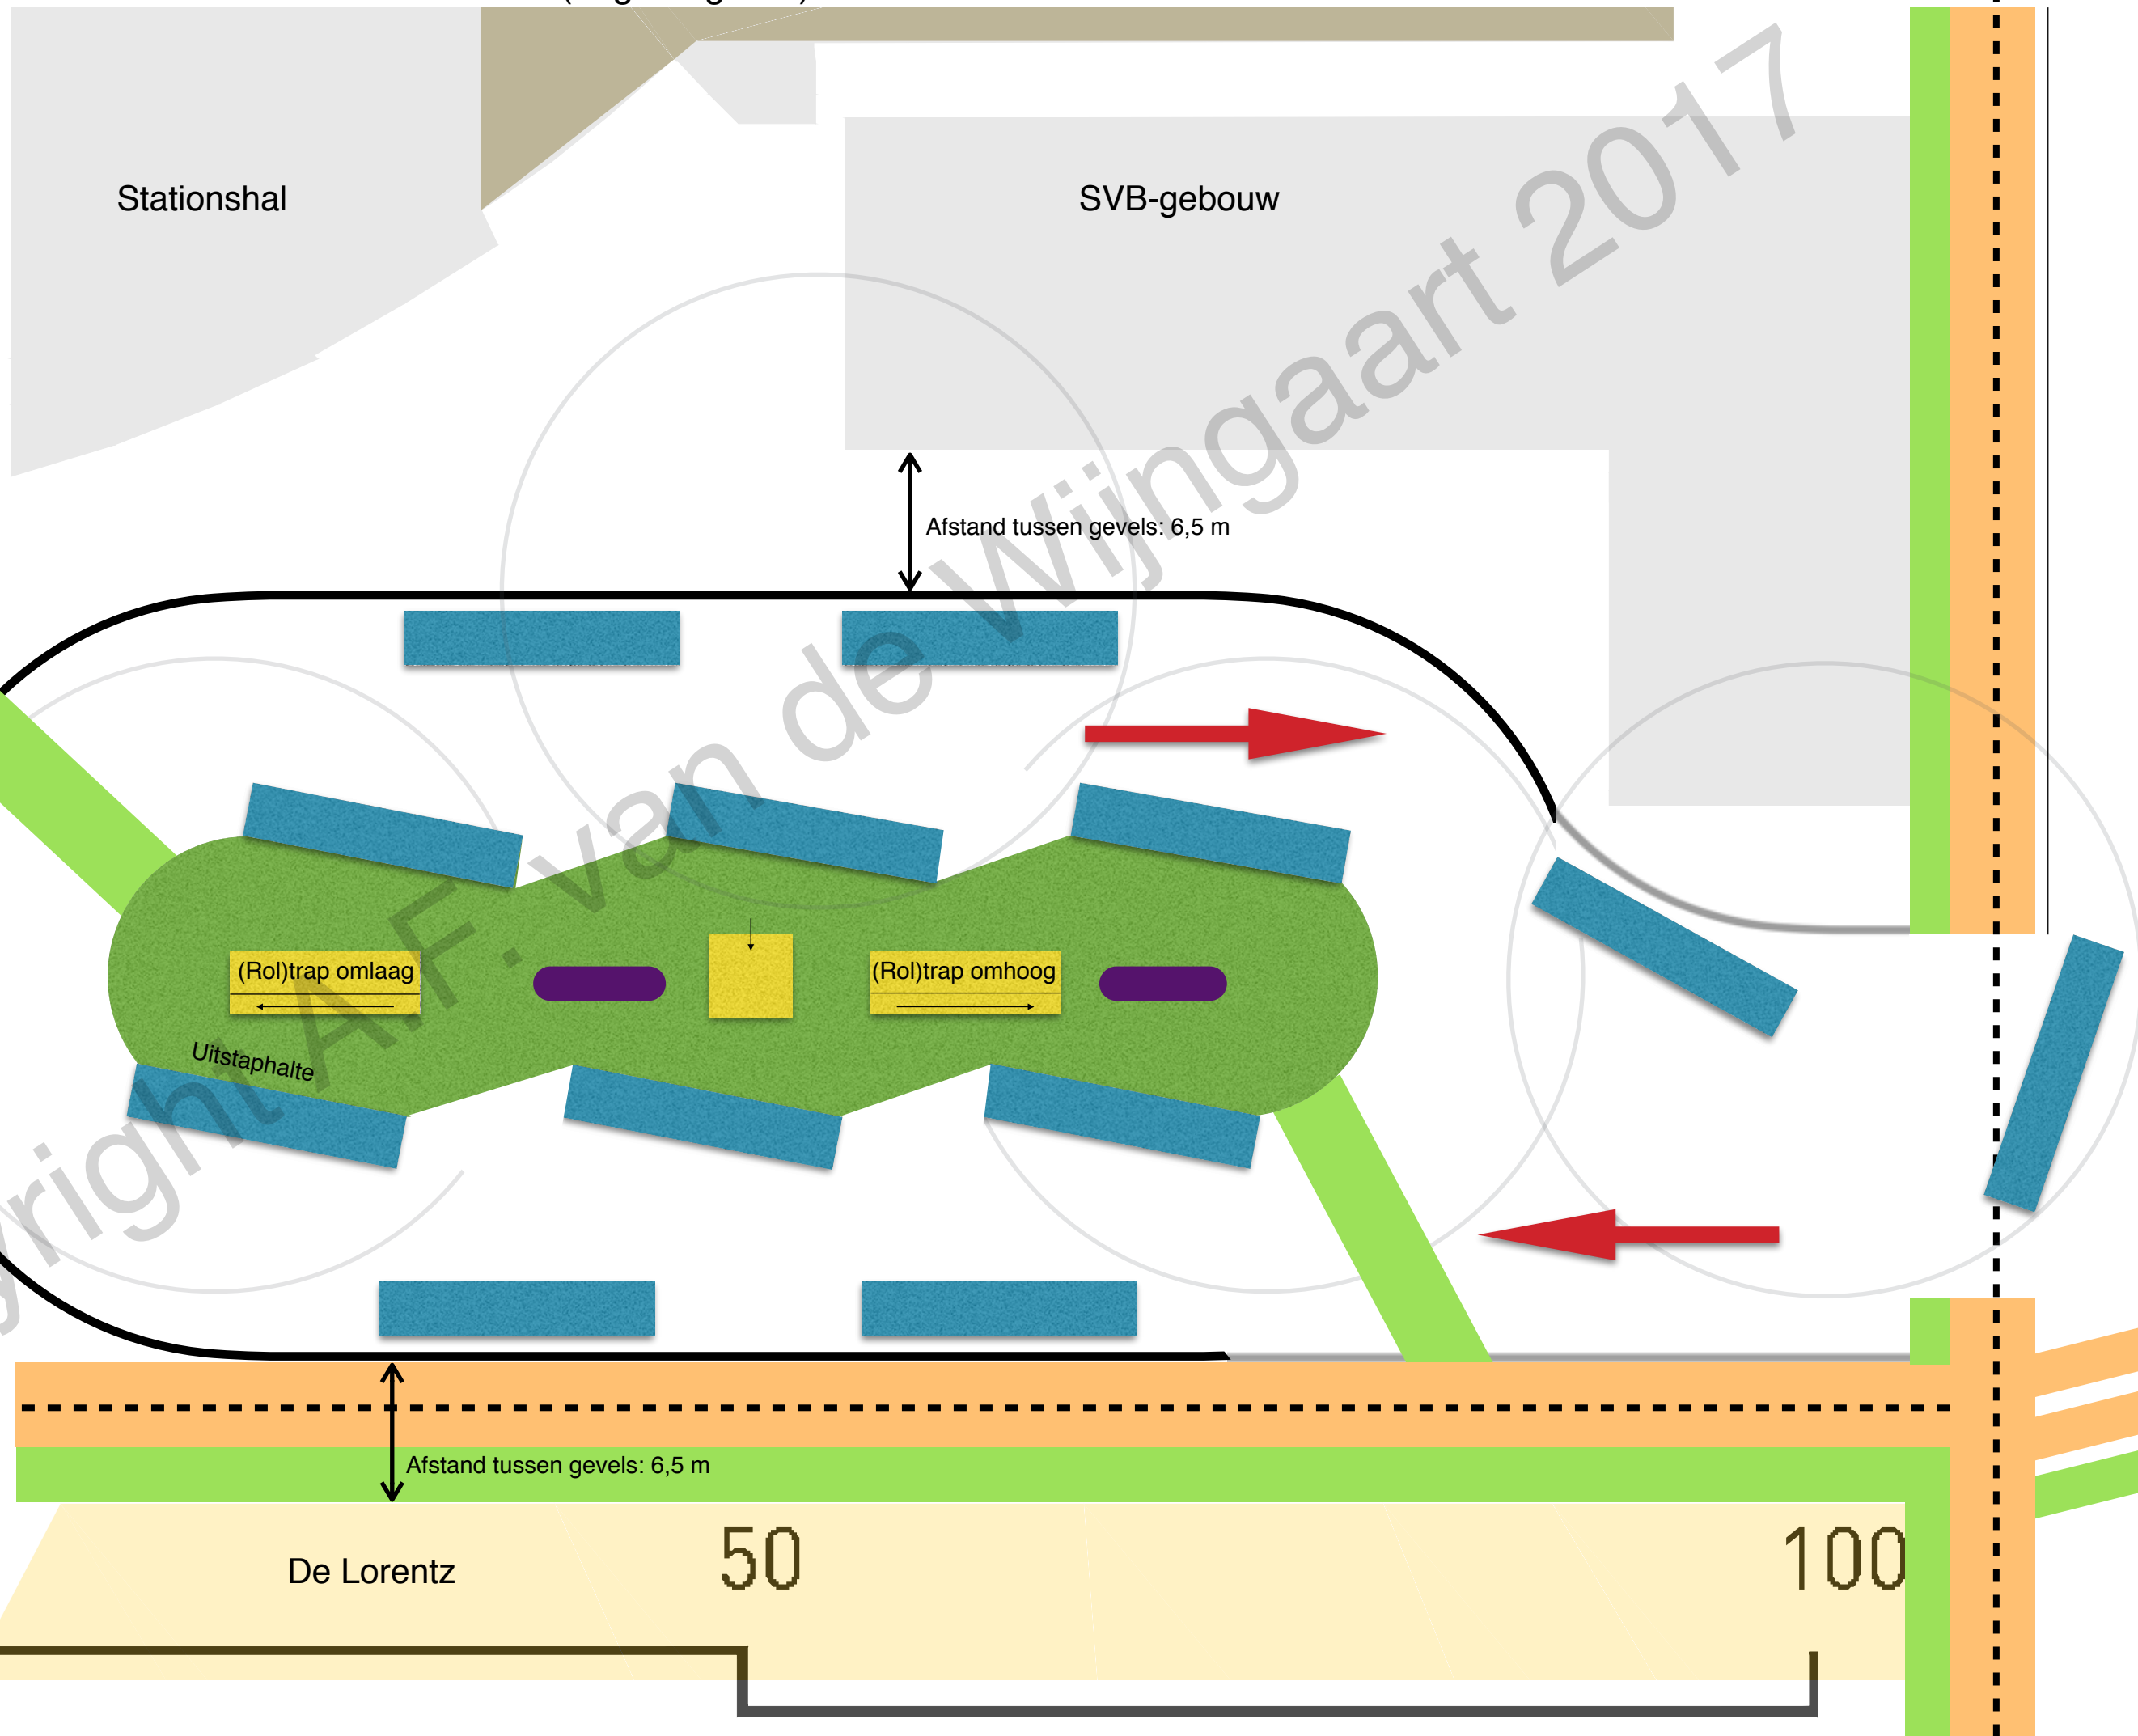 Stationshal
SVB-gebouw
Afstand tussen gevels: 6,5 m
(Rol)trap omlaag
(Rol)trap omhoog
Uitstaphalte
Afstand tussen gevels: 6,5 m
De Lorentz
50
100
yright A.F. van de Wijngaart 2017